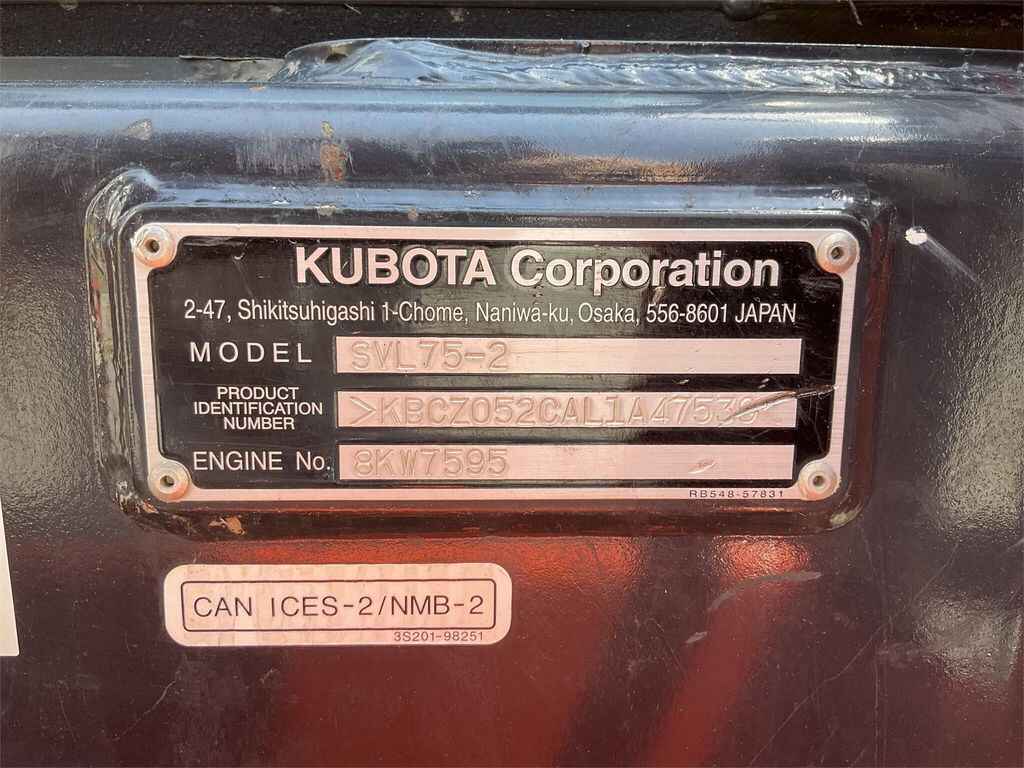 KUBOTA Corporation
2-47, Shikitsuhigashi 1-Chome, Naniwa-ku, Osaka, 556-8601 JAPAN
MODEL SVL75-2
PRODUCT
IDENTIFICATION
NUMBER
ENGINE No. 8KW7595
RB548-57831
CAN ICES-2/NMB-2
3S201-98251